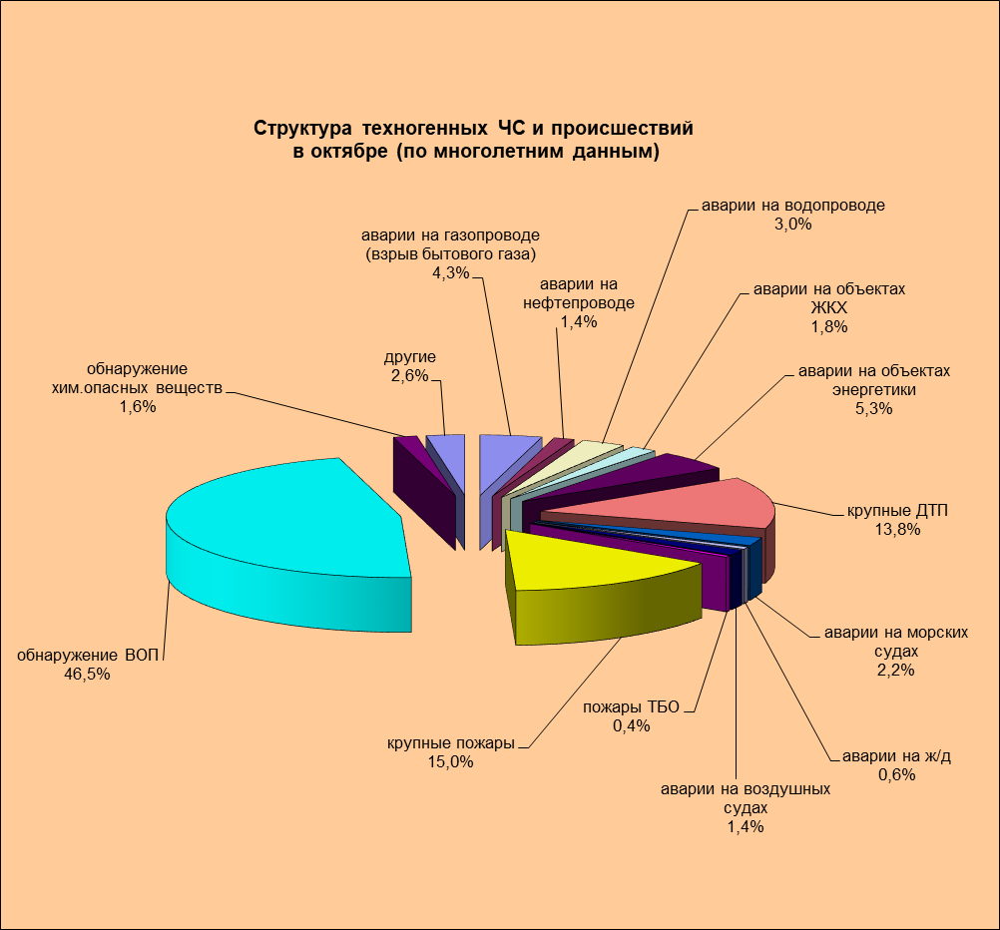 Структура техногенных ЧС и происшествий
в октябре (по многолетним данным)
аварии на водопроводе
3,0%
аварии на газопроводе
(взрыв бытового газа)
4,3%
аварии на
нефтепроводе
1,4%
аварии на объектах
ЖКХ
1,8%
другие
2,6%
обнаружение
хим.опасных веществ
1,6%
аварии на объектах
энергетики
5,3%
крупные ДТП
13,8%
аварии на морских
судах
2,2%
обнаружение ВОП
46,5%
пожары ТБО
0,4%
крупные пожары
15,0%
аварии на ж/д
0,6%
аварии на воздушных
судах
1,4%